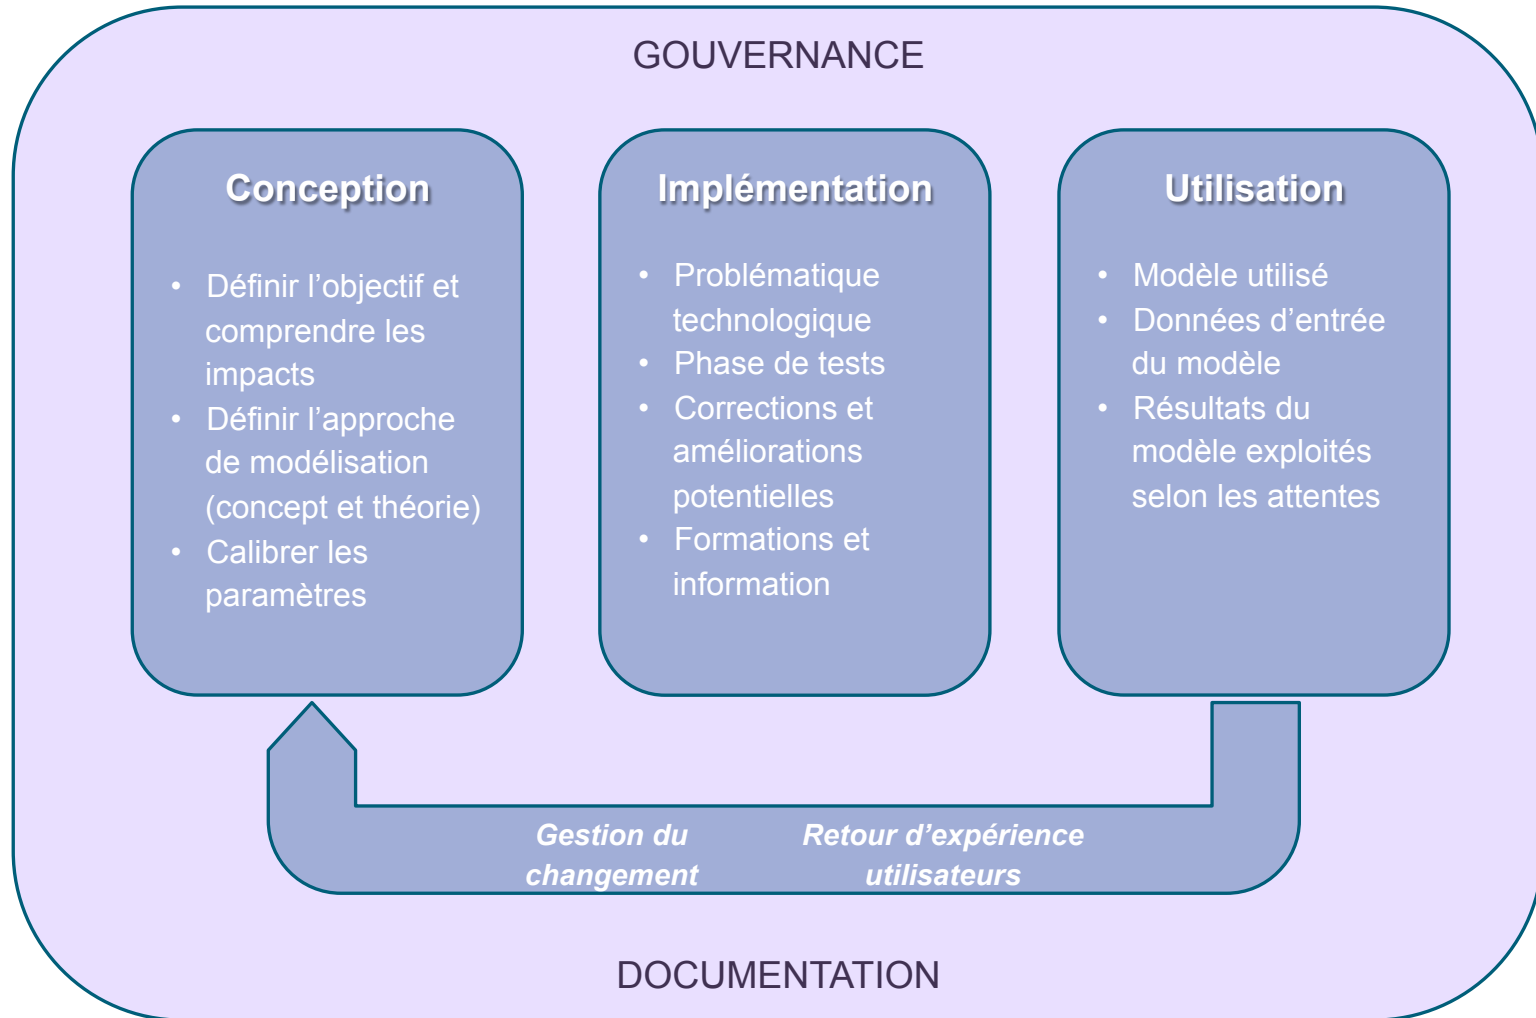 GOUVERNANCE
Conception
• Définir l’objectif et
comprendre les
impacts
• Définir l’approche
de modélisation
(concept et théorie)
• Calibrer les
paramètres
Implémentation
• Problématique
technologique
• Phase de tests
• Corrections et
améliorations
potentielles
• Formations et
information
Utilisation
• Modèle utilisé
• Données d’entrée
du modèle
• Résultats du
modèle exploités
selon les attentes
Gestion du
changement
Retour d’expérience
utilisateurs
DOCUMENTATION